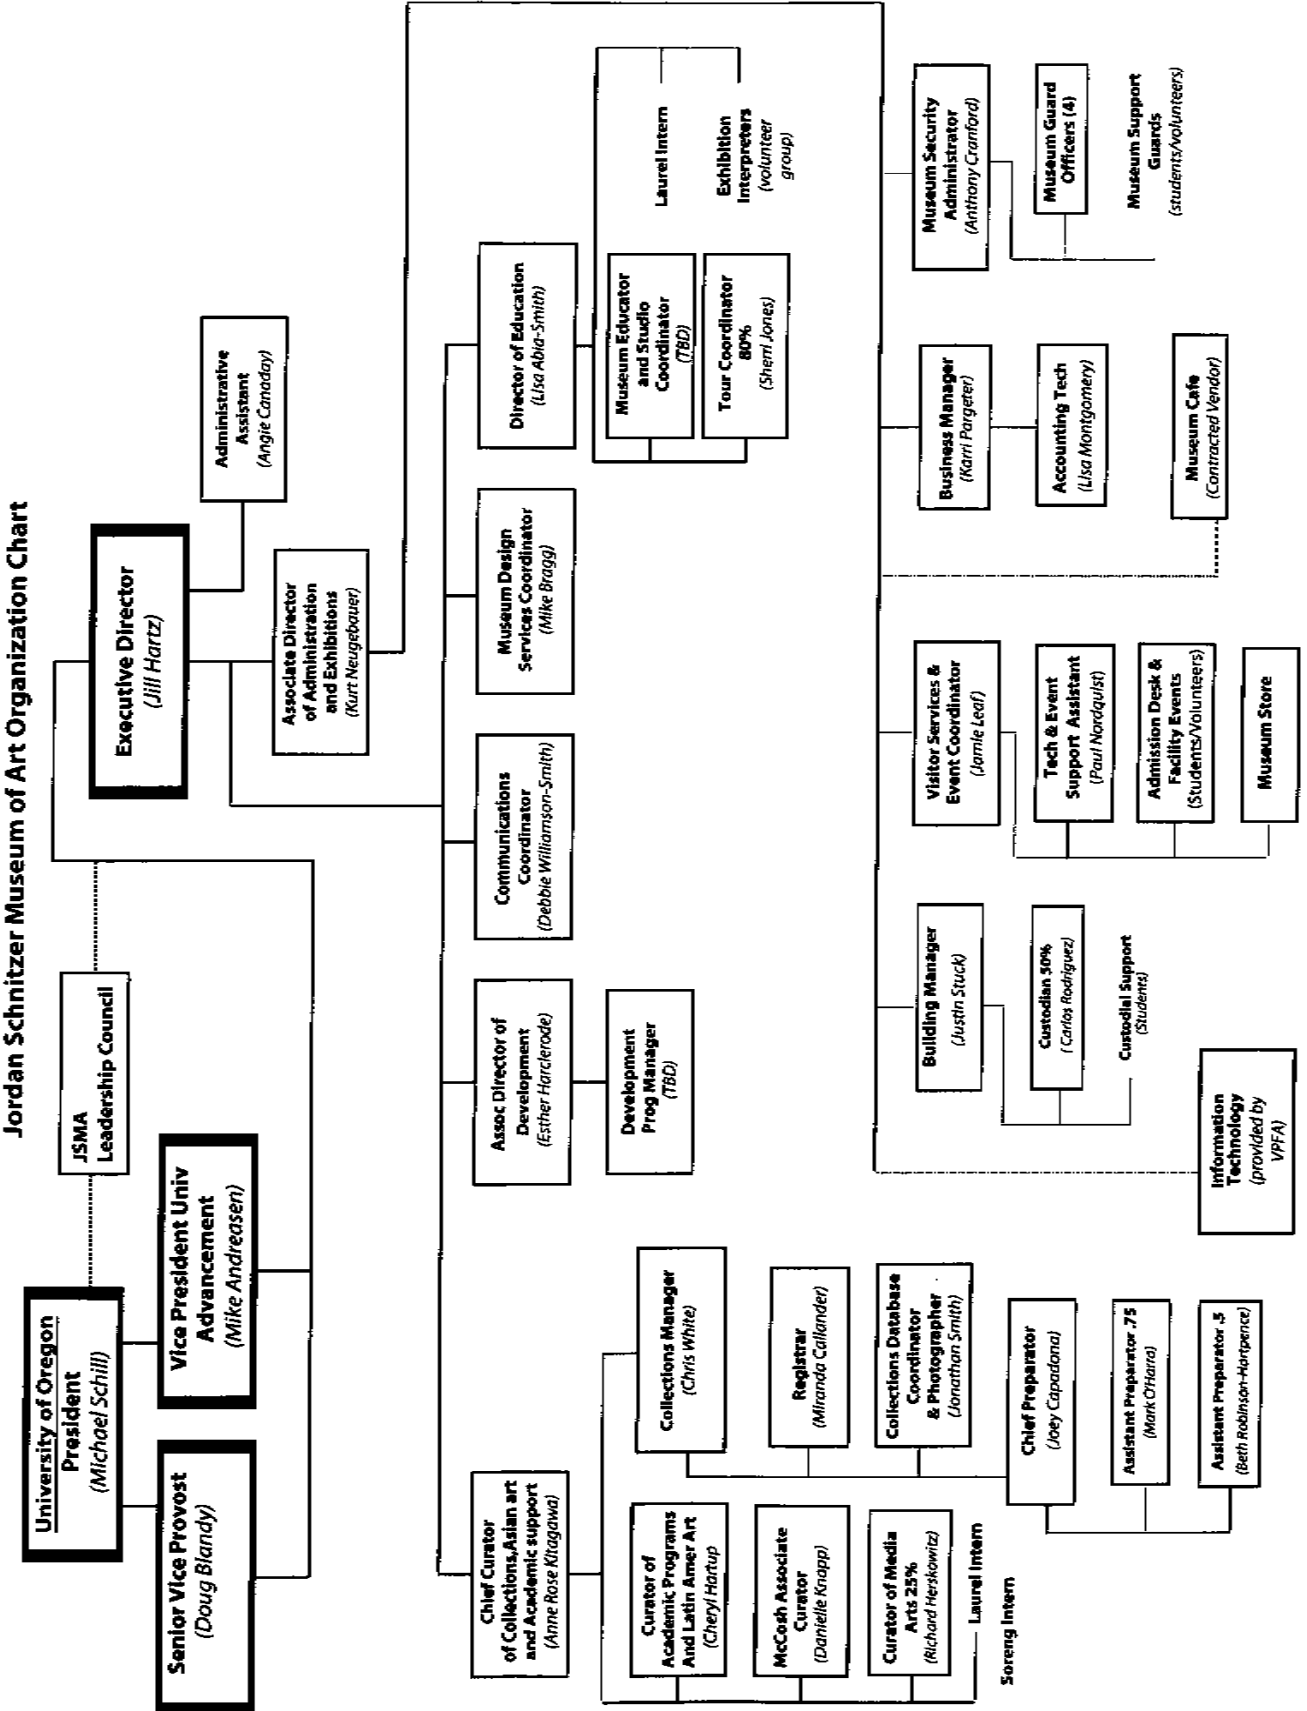 Jordan Schnitzer Museum of Art Organization Chart
University of Oregon
President
(Michael Schill)
JSMA
Leadership Council
Executive Director
(Jill Hartz)
Senior Vice Provost
(Doug Blandy)
Vice President Univ
Advancement
(Mike Andreasen)
Administrative
Assistant
(Angie Canaday)
Associate Director
of Administration
and Exhibitions
(Kurt Neugebauer)
Chief Curator
of Collections,Asian art
and Academic support
(Anne Rose Kitagawa)
Assoc Director of
Development
(Esther Harclerode)
Communications
Coordinator
(Debbie Williamson-Smith)
Museum Design
Services Coordinator
(Mike Bragg)
Director of Education
(Lisa Abia-Smith)
Curator of
Academic Programs
And Latin Amer Art
(Cheryl Hartup
McCosh Associate
Curator
(Danielle Knapp)
Curator of Media
Arts 25%
(Richard Herskowitz)
Laurel Intern
Soreng Intern
Collections Manager
(Chris White)
Registrar
(Miranda Callander)
Collections Database
Coordinator
& Photographer
(Jonathan Smith)
Chief Preparator
(Joey Capadona)
Assistant Preparator .75
(Mark O'Harra)
Assistant Preparator .5
(Beth Robinson-Hartpence)
Development
Prog Manager
(TBD)
Museum Educator
and Studio
Coordinator
(TBD)
Tour Coordinator
80%
(Sherri Jones)
Laurel Intern
Exhibition
Interpreters
(volunteer
group)
Information
Technology
(provided by
VPFA)
Building Manager
(Justin Stuck)
Custodian 50%
(Carlos Rodriguez)
Custodial Support
(Students)
Visitor Services &
Event Coordinator
(Jamie Leaf)
Tech & Event
Support Assistant
(Paul Nordquist)
Admission Desk &
Facility Events
(Students/Volunteers)
Museum Store
Business Manager
(Karri Pargeter)
Accounting Tech
(Lisa Montgomery)
Museum Cafe
(Contracted Vendor)
Museum Security
Administrator
(Anthony Cranford)
Museum Guard
Officers (4)
Museum Support
Guards
(students/volunteers)